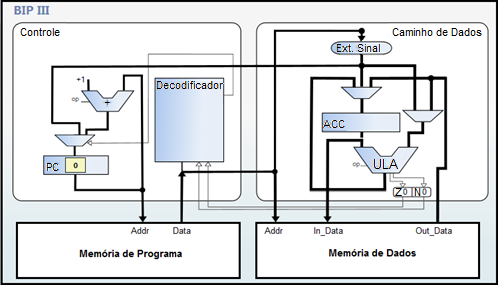 BIP III
Controle
Caminho de Dados
+1
op
+
Decodificador
PC 0
Ext. Sinal
ACC
op
ULA
Z 0 N 0
Addr Data
Addr In_Data Out_Data
Memória de Programa
Memória de Dados